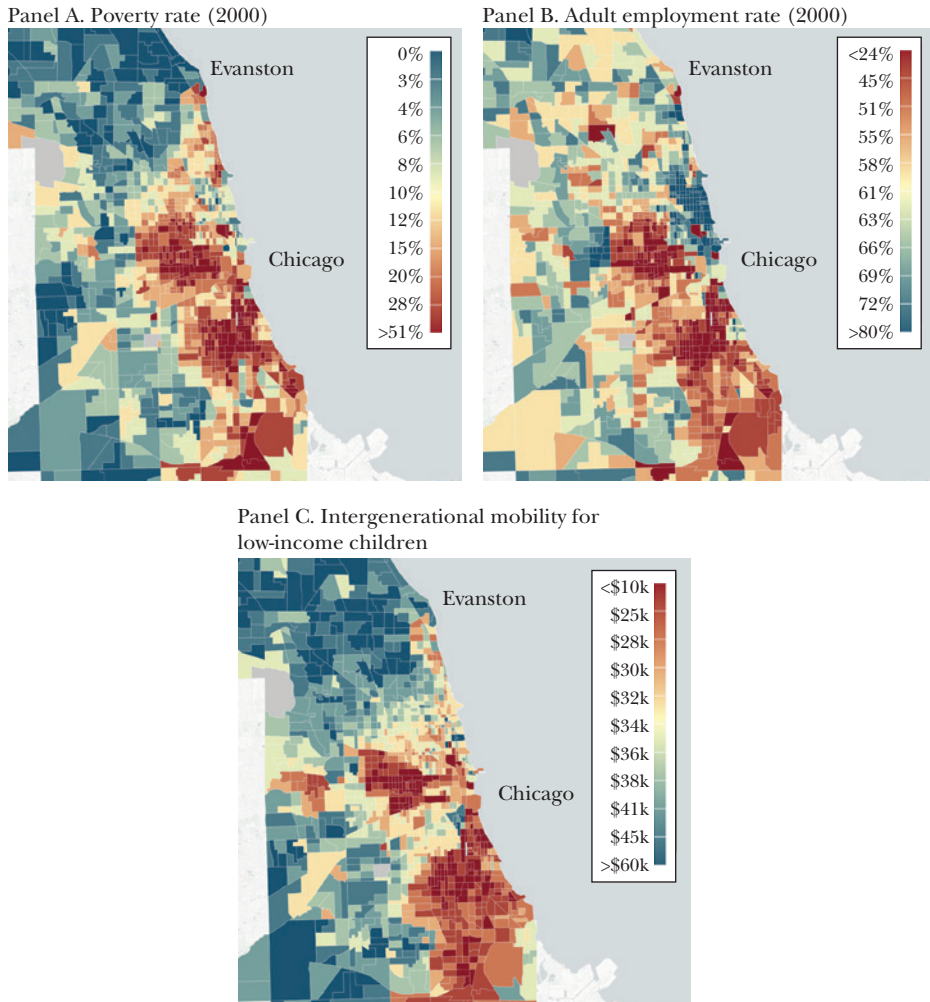 Panel A. Poverty rate (2000)
Evanston
Chicago
0%
3%
4%
6%
8%
10%
12%
15%
20%
28%
>51%
Panel B. Adult employment rate (2000)
Evanston
Chicago
<24%
45%
51%
55%
58%
61%
63%
66%
69%
72%
>80%
Panel C. Intergenerational mobility for
low-income children
Evanston
Chicago
<$10k
$25k
$28k
$30k
$32k
$34k
$36k
$38k
$41k
$45k
>$60k